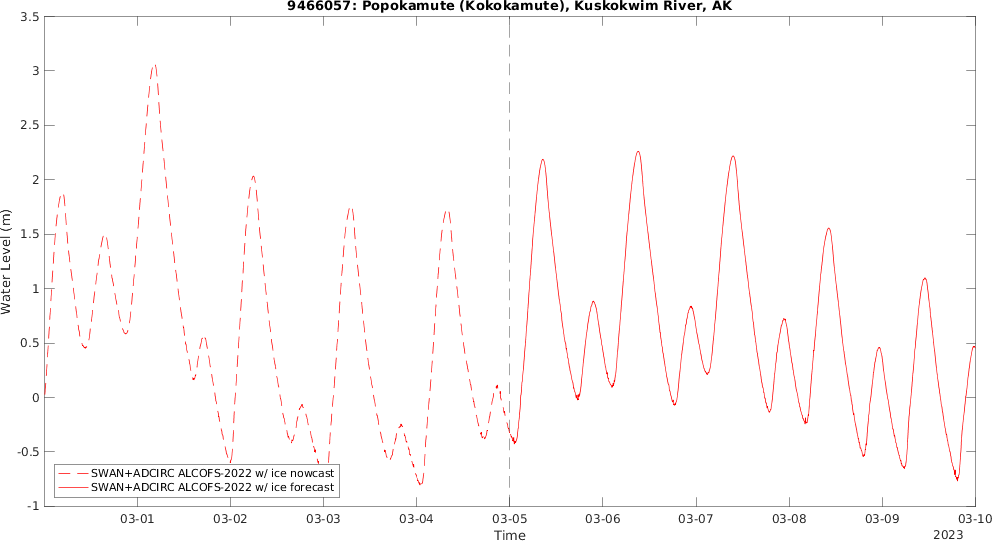 9466057: Popokamute (Kokokamute), Kuskokwim River, AK
3.5
3
2.5
2
1.5
1
0.5
0
-0.5
-1
Water Level (m)
SWAN+ADCIRC ALCOFS-2022 w/ ice nowcast
SWAN+ADCIRC ALCOFS-2022 w/ ice forecast
03-01 03-02 03-03 03-04 03-05 03-06 03-07 03-08 03-09 03-10
Time
2023